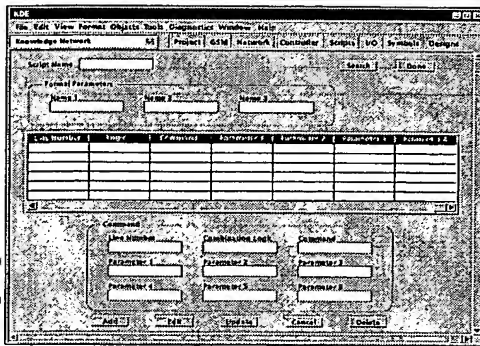 KDE
File Edit View Format Objects Tools Diagnostics Window Help
Knowledge Network Project GSM Network Controller Scripts I/O Symbols Designs
Script Name Search Done
Formal Parameters
Name 1 Name 2 Name 3
Line Number Logic Command Parameter 1 Parameter 2 Parameter 3 Parameter 4
Command
Line Number Combination Logic Command
Parameter 1 Parameter 2 Parameter 3
Parameter 4 Parameter 5 Parameter 6
Add Edit Update Cancel Delete